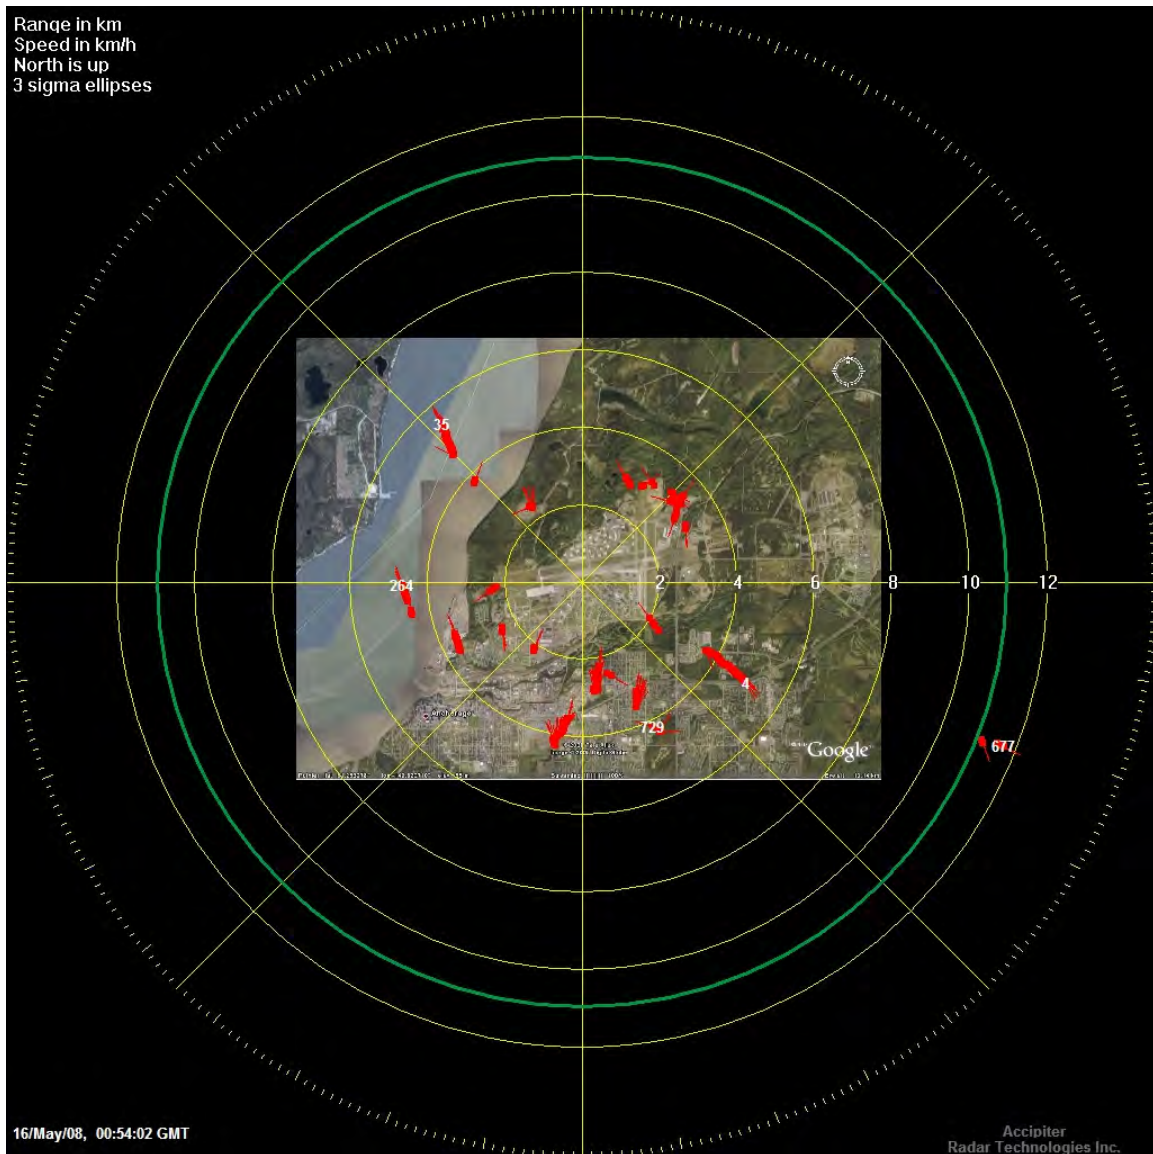 Range in km
Speed in km/h
North is up
3 sigma ellipses
35
264
2 4 6 8 10 12
4
729
677
Anchorage
Google
16/May/08, 00:54:02 GMT
Accipiter
Radar Technologies Inc.